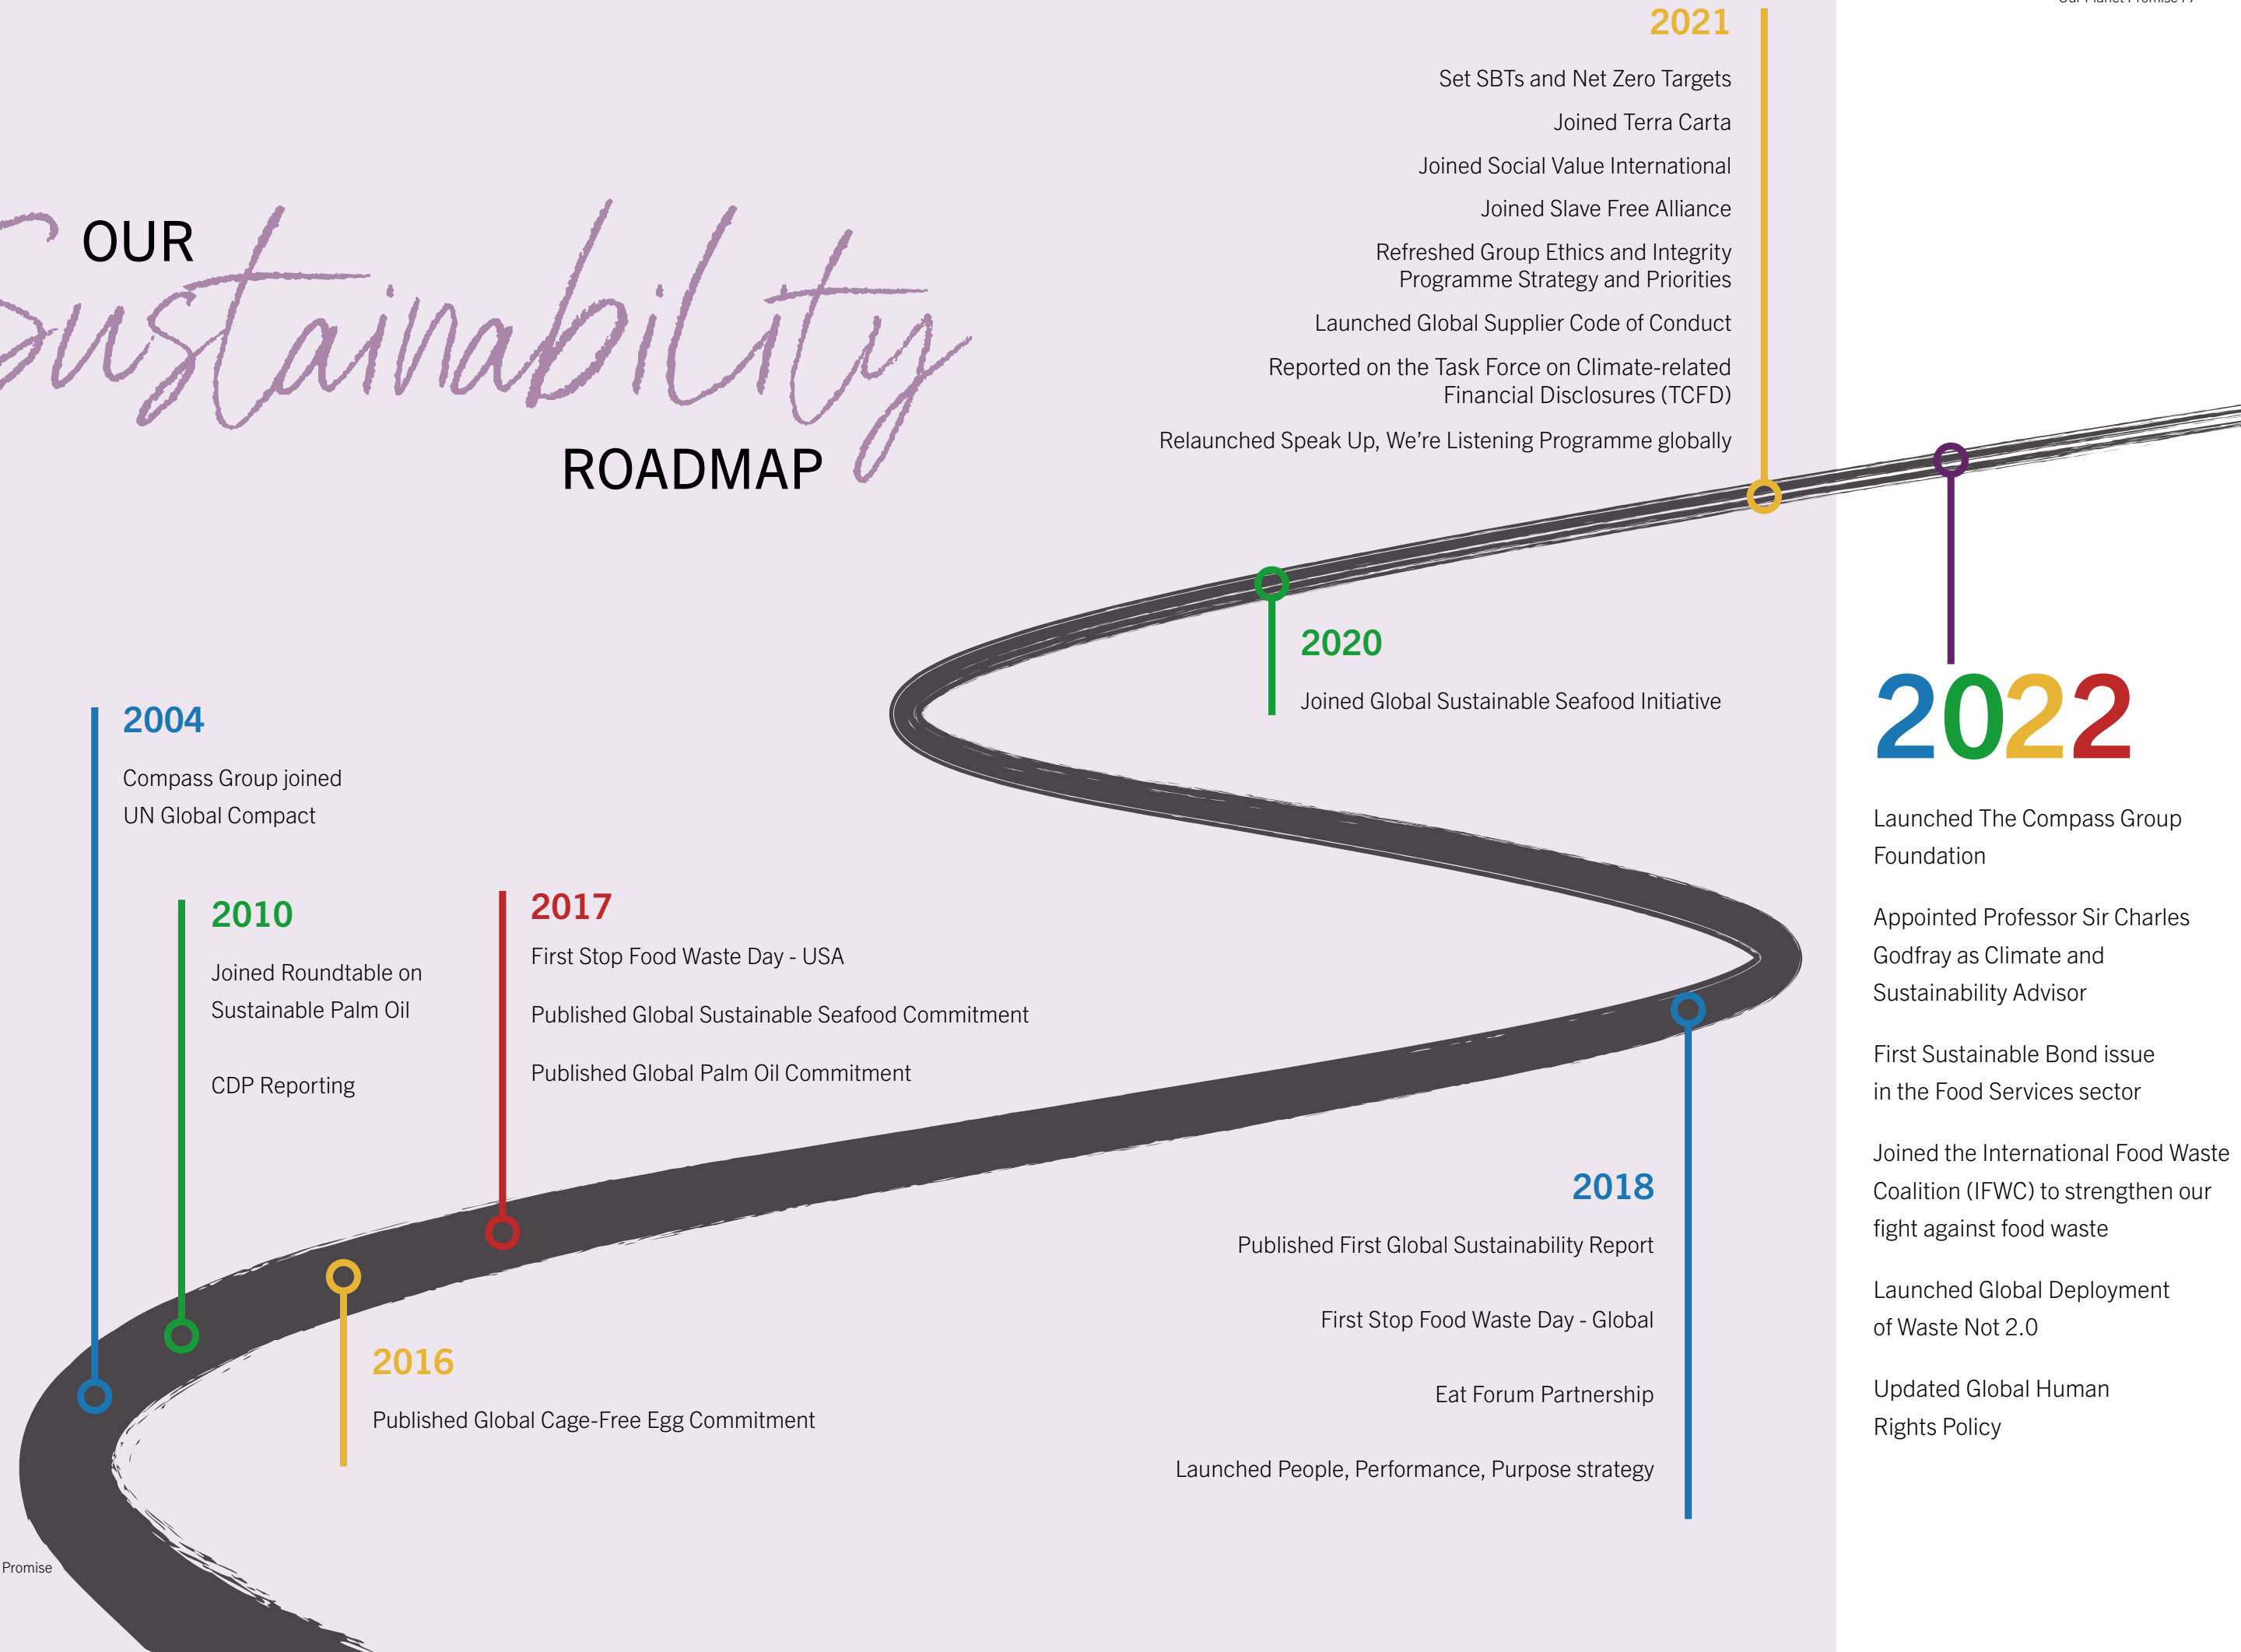 OUR
Sustainability
ROADMAP
2004
Compass Group joined
UN Global Compact
2010
Joined Roundtable on
Sustainable Palm Oil
CDP Reporting
2016
Published Global Cage-Free Egg Commitment
2017
First Stop Food Waste Day - USA
Published Global Sustainable Seafood Commitment
Published Global Palm Oil Commitment
2018
Published First Global Sustainability Report
First Stop Food Waste Day - Global
Eat Forum Partnership
Launched People, Performance, Purpose strategy
2020
Joined Global Sustainable Seafood Initiative
2021
Set SBTs and Net Zero Targets
Joined Terra Carta
Joined Social Value International
Joined Slave Free Alliance
Refreshed Group Ethics and Integrity
Programme Strategy and Priorities
Launched Global Supplier Code of Conduct
Reported on the Task Force on Climate-related
Financial Disclosures (TCFD)
Relaunched Speak Up, We’re Listening Programme globally
2022
Launched The Compass Group
Foundation
Appointed Professor Sir Charles
Godfray as Climate and
Sustainability Advisor
First Sustainable Bond issue
in the Food Services sector
Joined the International Food Waste
Coalition (IFWC) to strengthen our
fight against food waste
Launched Global Deployment
of Waste Not 2.0
Updated Global Human
Rights Policy
Promise